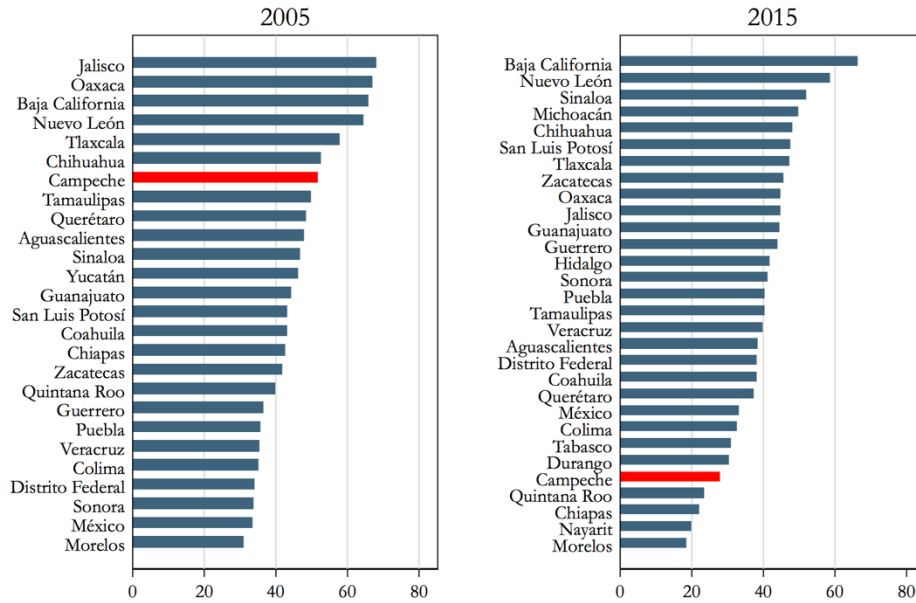 2005
Jalisco
Oaxaca
Baja California
Nuevo León
Tlaxcala
Chihuahua
Campeche
Tamaulipas
Querétaro
Aguascalientes
Sinaloa
Yucatán
Guanajuato
San Luis Potosí
Coahuila
Chiapas
Zacatecas
Quintana Roo
Guerrero
Puebla
Veracruz
Colima
Distrito Federal
Sonora
México
Morelos
0 20 40 60 80
2015
Baja California
Nuevo León
Sinaloa
Michoacán
Chihuahua
San Luis Potosí
Tlaxcala
Zacatecas
Oaxaca
Jalisco
Guanajuato
Guerrero
Hidalgo
Sonora
Puebla
Tamaulipas
Veracruz
Aguascalientes
Distrito Federal
Coahuila
Querétaro
México
Colima
Tabasco
Durango
Campeche
Quintana Roo
Chiapas
Nayarit
Morelos
0 20 40 60 80